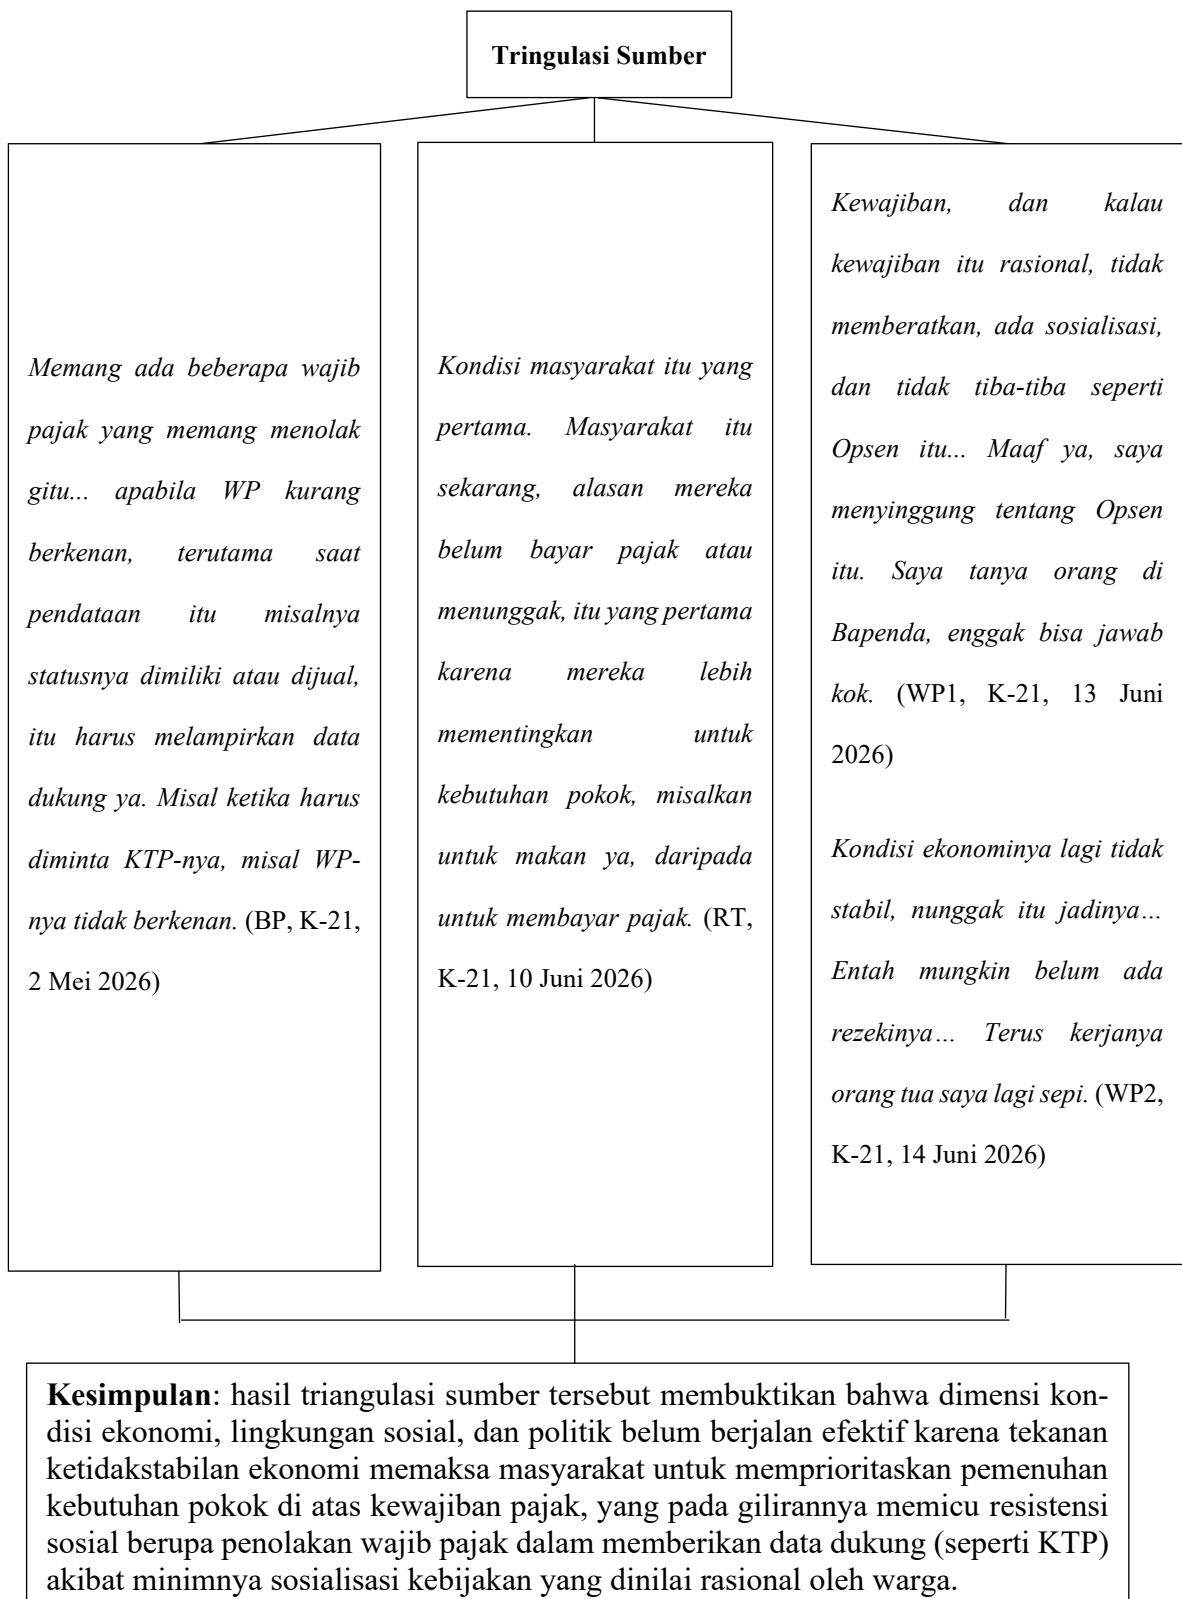 Tringulasi Sumber
Memang ada beberapa wajib
pajak yang memang menolak
gitu... apabila WP kurang
berkenan, terutama saat
pendataan itu misalnya
statusnya dimiliki atau dijual,
itu harus melampirkan data
dukung ya. Misal ketika harus
diminta KTP-nya, misal WP-
nya tidak berkenan. (BP, K-21,
2 Mei 2026)
Kondisi masyarakat itu yang
pertama. Masyarakat itu
sekarang, alasan mereka
belum bayar pajak atau
menunggak, itu yang pertama
karena mereka lebih
mementingkan untuk
kebutuhan pokok, misalkan
untuk makan ya, daripada
untuk membayar pajak. (RT,
K-21, 10 Juni 2026)
Kewajiban, dan kalau
kewajiban itu rasional, tidak
memberatkan, ada sosialisasi,
dan tidak tiba-tiba seperti
Opsen itu... Maaf ya, saya
menyinggung tentang Opsen
itu. Saya tanya orang di
Bapenda, enggak bisa jawab
kok. (WP1, K-21, 13 Juni
2026)
Kondisi ekonominya lagi tidak
stabil, nunggak itu jadinya…
Entah mungkin belum ada
rezekinya… Terus kerjanya
orang tua saya lagi sepi. (WP2,
K-21, 14 Juni 2026)
Kesimpulan: hasil triangulasi sumber tersebut membuktikan bahwa dimensi kon-
disi ekonomi, lingkungan sosial, dan politik belum berjalan efektif karena tekanan
ketidakstabilan ekonomi memaksa masyarakat untuk memprioritaskan pemenuhan
kebutuhan pokok di atas kewajiban pajak, yang pada gilirannya memicu resistensi
sosial berupa penolakan wajib pajak dalam memberikan data dukung (seperti KTP)
akibat minimnya sosialisasi kebijakan yang dinilai rasional oleh warga.